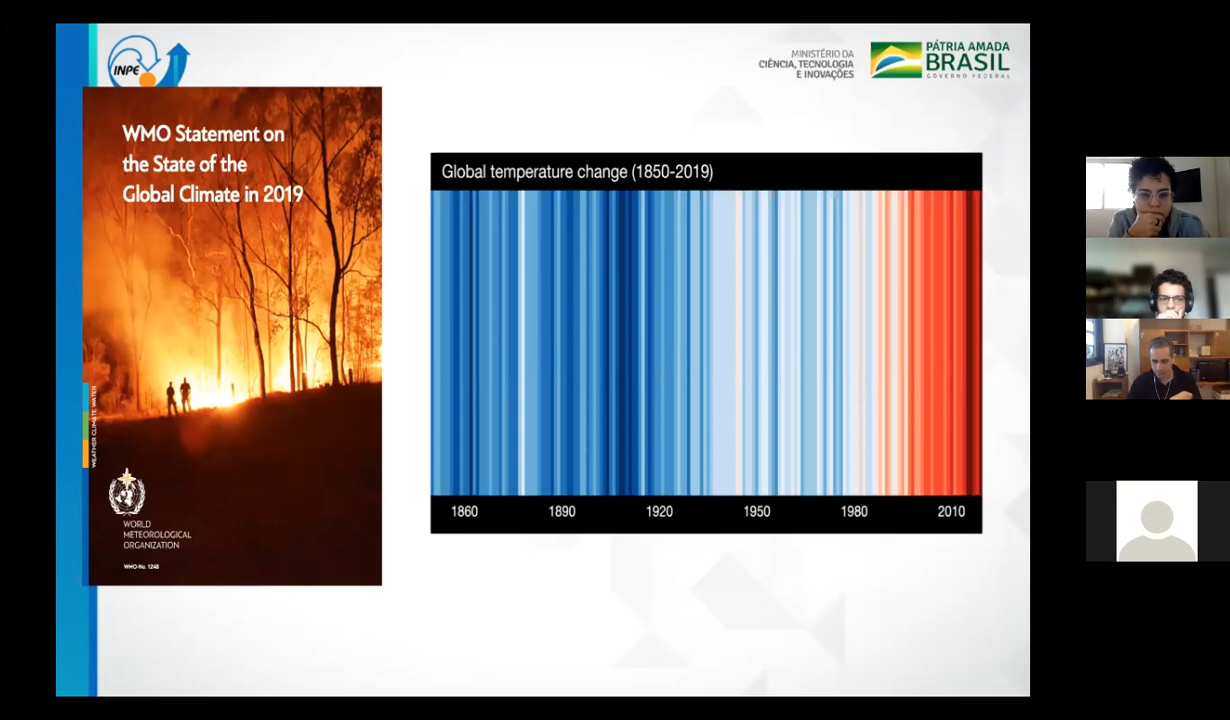 INPE
MINISTÉRIO DA
CIÊNCIA, TECNOLOGIA
E INOVAÇÕES
PÁTRIA AMADA
BRASIL
GOVERNO FEDERAL
WMO Statement on
the State of the
Global Climate in 2019
WEATHER CLIMATE WATER
WORLD
METEOROLOGICAL
ORGANIZATION
WMO-No. 1248
Global temperature change (1850-2019)
1860 1890 1920 1950 1980 2010